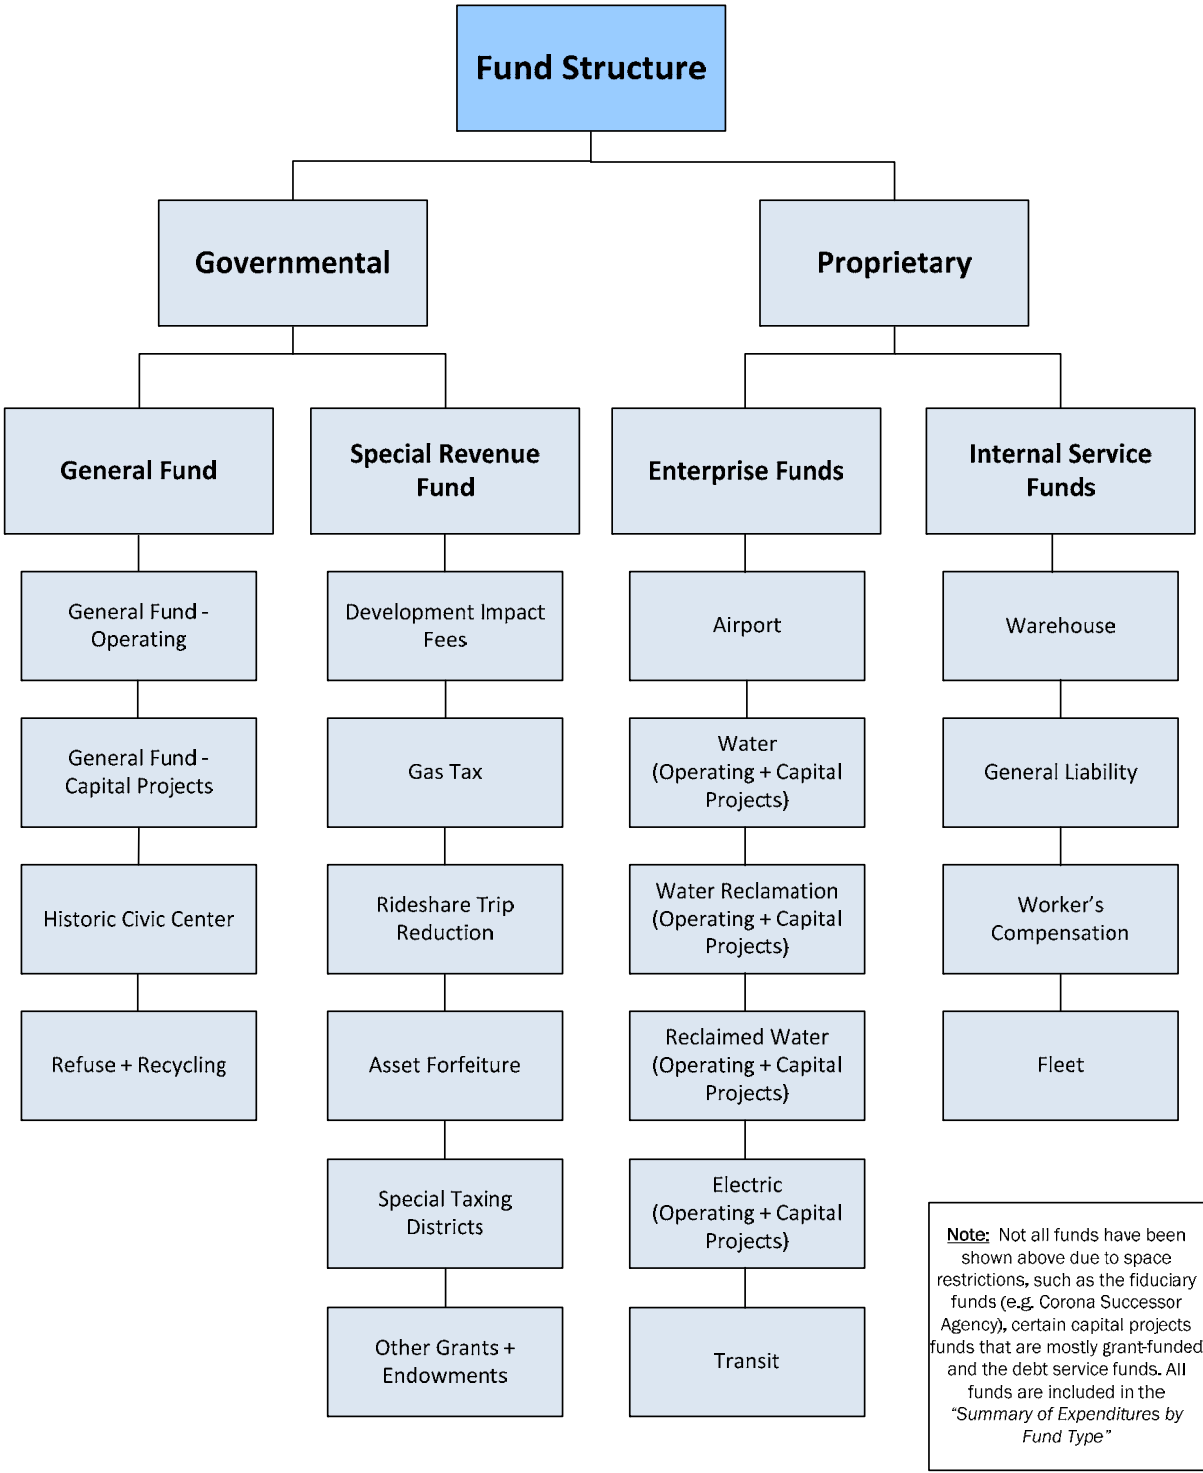 Fund Structure
Governmental
Proprietary
General Fund
Special Revenue
Fund
Enterprise Funds
Internal Service
Funds
General Fund -
Operating
General Fund -
Capital Projects
Historic Civic Center
Refuse + Recycling
Development Impact
Fees
Gas Tax
Rideshare Trip
Reduction
Asset Forfeiture
Special Taxing
Districts
Other Grants +
Endowments
Airport
Water
(Operating + Capital
Projects)
Water Reclamation
(Operating + Capital
Projects)
Reclaimed Water
(Operating + Capital
Projects)
Electric
(Operating + Capital
Projects)
Transit
Warehouse
General Liability
Worker's
Compensation
Fleet
Note: Not all funds have been
shown above due to space
restrictions, such as the fiduciary
funds (e.g. Corona Successor
Agency), certain capital projects
funds that are mostly grant-funded
and the debt service funds. All
funds are included in the
"Summary of Expenditures by
Fund Type"